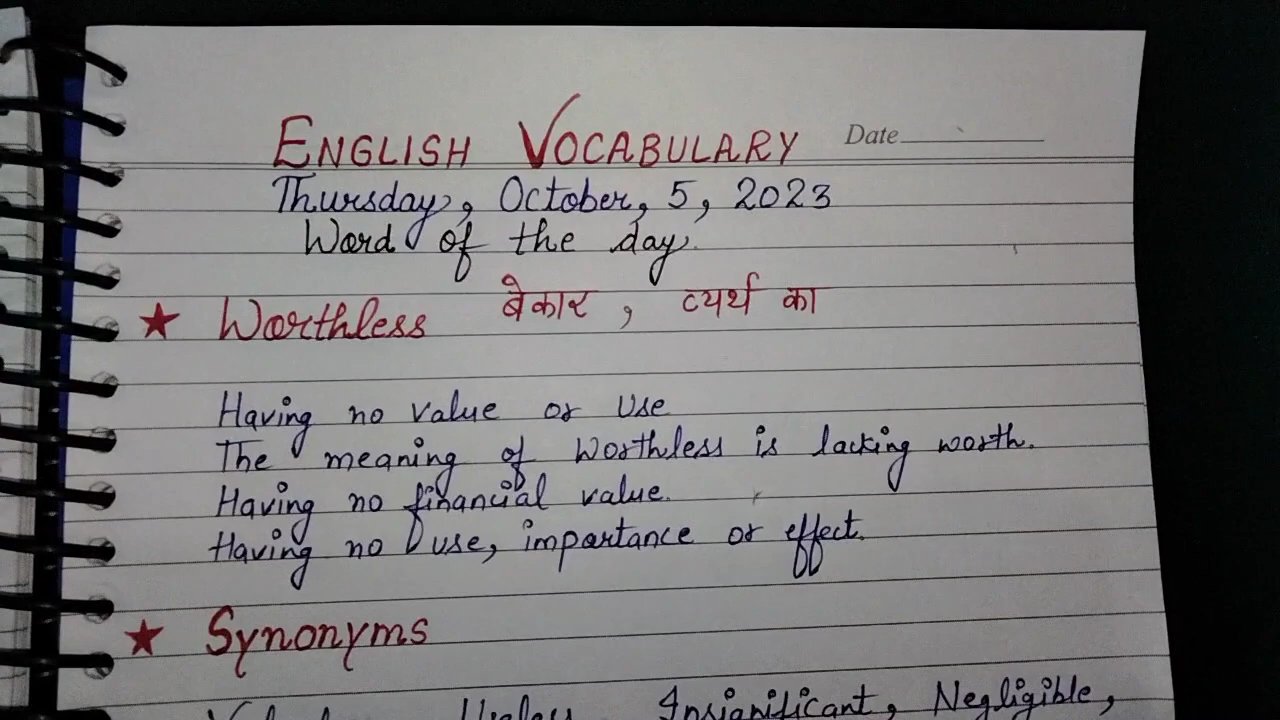 ENGLISH VOCABULARY Date
Thursday, October, 5, 2023
Word of the day.
★ Worthless बेकार, व्यर्थ का
Having no value or use
The meaning of worthless is lacking worth.
Having no financial value.
Having no use, importance or effect.
★ Synonyms
Insignificant, Negligible,